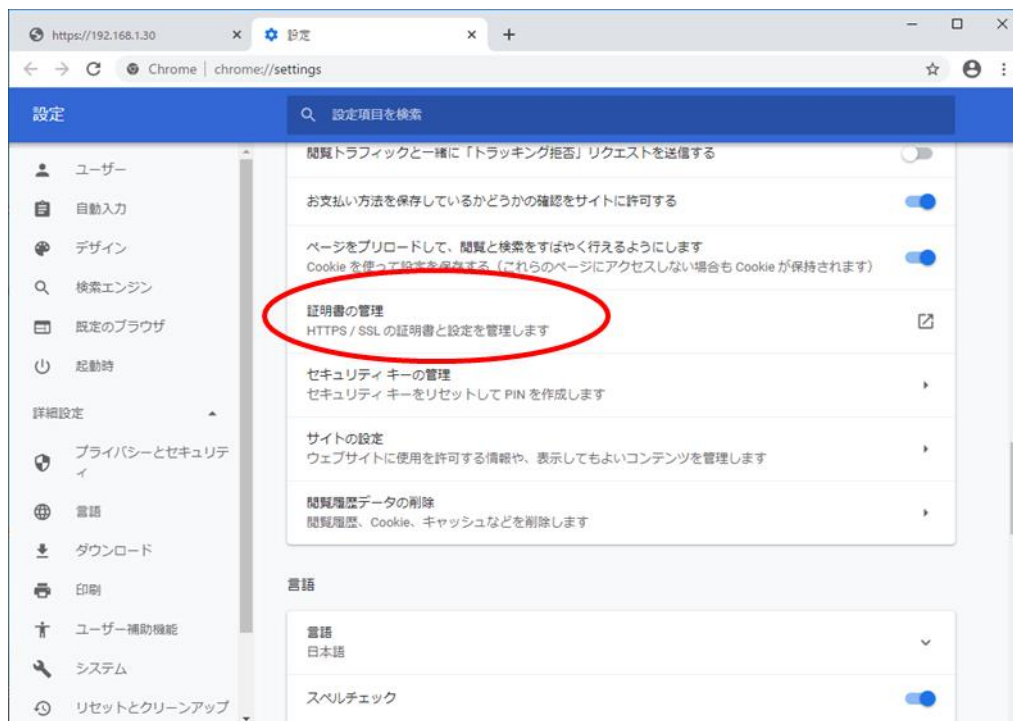 https://192.168.1.30
設定
Chrome | chrome://settings
設定
設定項目を検索
ユーザー
自動入力
デザイン
検索エンジン
既定のブラウザ
起動時
詳細設定
プライバシーとセキュリテ
ィ
言語
ダウンロード
印刷
ユーザー補助機能
システム
リセットとクリーンアップ
閲覧トラフィックと一緒に「トラッキング拒否」リクエストを送信する
お支払い方法を保存しているかどうかの確認をサイトに許可する
ページをプリロードして、閲覧と検索をすばやく行えるようにします
Cookie を使って設定を保存する（これらのページにアクセスしない場合も Cookie が保持されます）
証明書の管理
HTTPS / SSL の証明書と設定を管理します
セキュリティ キーの管理
セキュリティ キーをリセットして PIN を作成します
サイトの設定
ウェブサイトに使用を許可する情報や、表示してもよいコンテンツを管理します
閲覧履歴データの削除
閲覧履歴、Cookie、キャッシュなどを削除します
言語
言語
日本語
スペルチェック